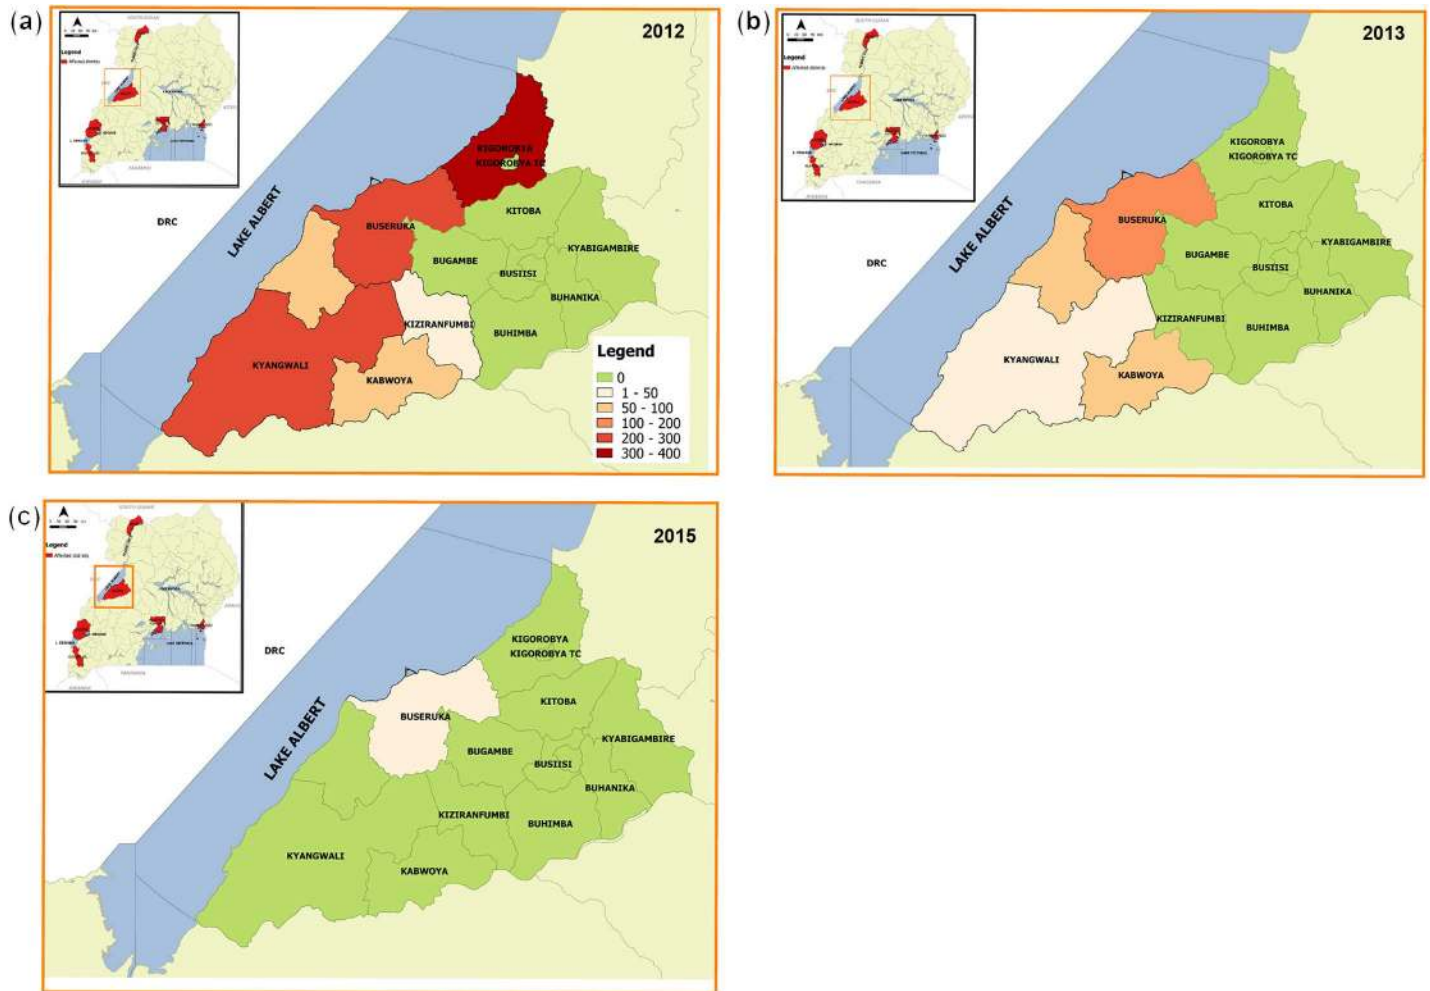 (a)
2012
Legend
DRC
LAKE ALBERT
KIGOROBYA
KIGOROBYA TC
KITOBA
BUSERUKA
KYABIGAMBIRE
BUGAMBE
BUSIISI
BUHANIKA
KIZIRANFUMBI
BUHIMBA
KYANGWALI
KABWOYA
Legend
0
1 - 50
50 - 100
100 - 200
200 - 300
300 - 400
(b)
2013
Legend
DRC
LAKE ALBERT
KIGOROBYA
KIGOROBYA TC
KITOBA
BUSERUKA
KYABIGAMBIRE
BUGAMBE
BUSIISI
BUHANIKA
KIZIRANFUMBI
BUHIMBA
KYANGWALI
KABWOYA
(c)
2015
Legend
DRC
LAKE ALBERT
KIGOROBYA
KIGOROBYA TC
KITOBA
BUSERUKA
KYABIGAMBIRE
BUGAMBE
BUSIISI
BUHANIKA
KIZIRANFUMBI
BUHIMBA
KYANGWALI
KABWOYA